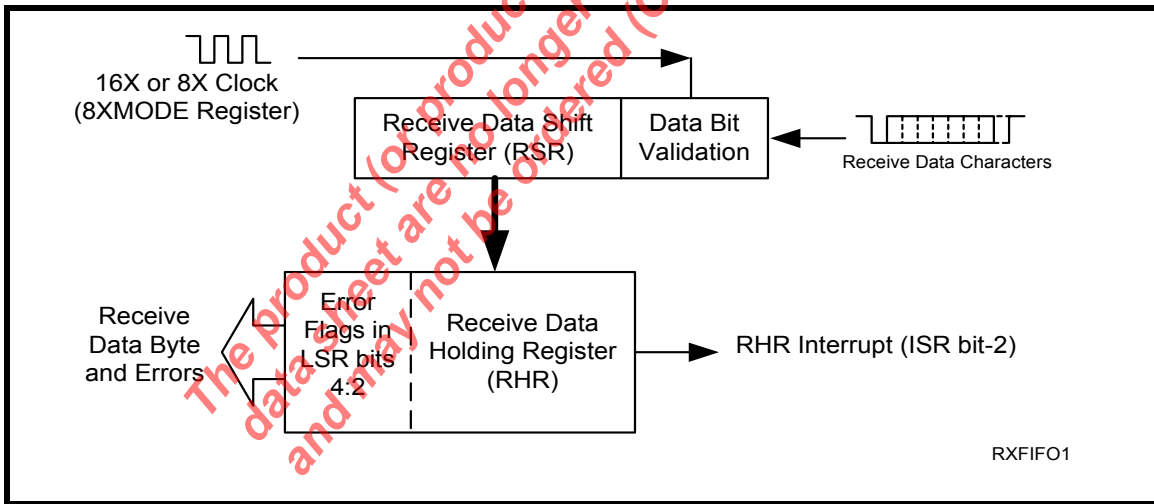 16X or 8X Clock
(8XMODE Register)
Receive Data Shift
Register (RSR)
Data Bit
Validation
Receive Data Characters
Receive
Data Byte
and Errors
Error
Flags in
LSR bits
4:2
Receive Data
Holding Register
(RHR)
RHR Interrupt (ISR bit-2)
RXFIFO1
The product (or produc
data sheet are no longer
and may not be ordered (O